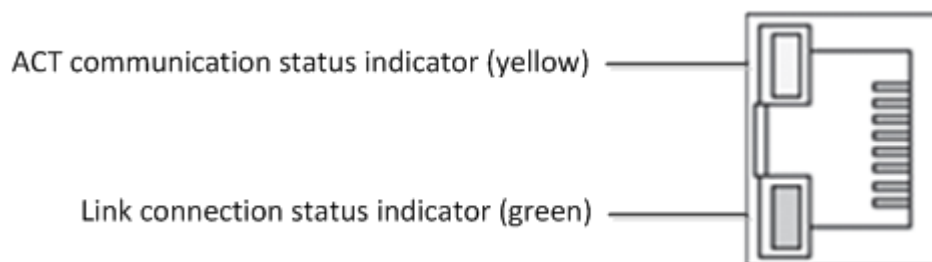 ACT communication status indicator (yellow)
Link connection status indicator (green)